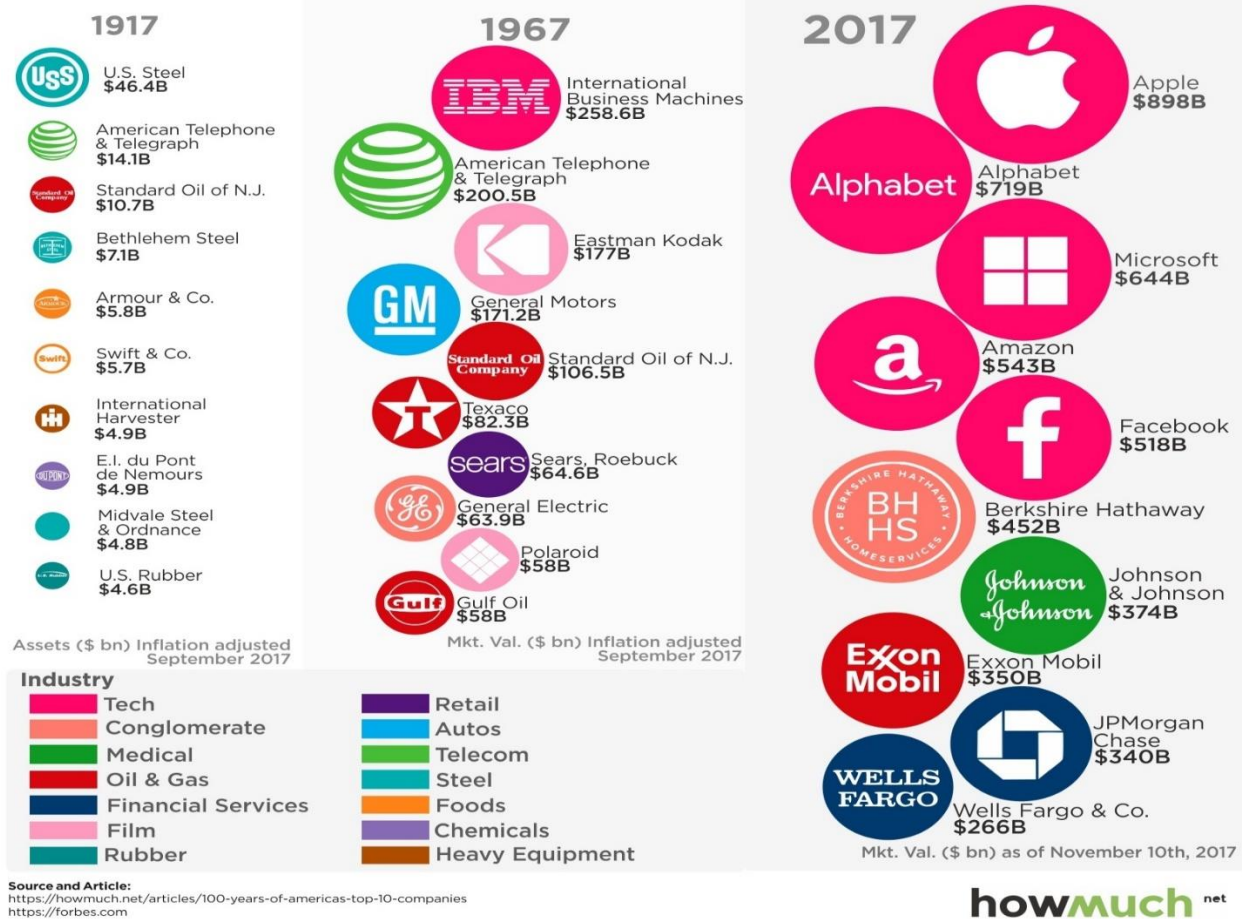 1917
USS
U.S. Steel
$46.4B
American Telephone
& Telegraph
$14.1B
Standard Oil
Company
Standard Oil of N.J.
$10.7B
Bethlehem Steel
$7.1B
Armour & Co.
$5.8B
Swift
Swift & Co.
$5.7B
International
Harvester
$4.9B
DU PONT
E.I. du Pont
de Nemours
$4.9B
Midvale Steel
& Ordnance
$4.8B
U.S. Rubber
$4.6B
Assets ($ bn) Inflation adjusted
September 2017
1967
IBM
International
Business Machines
$258.6B
American Telephone
& Telegraph
$200.5B
Eastman Kodak
$177B
GM
General Motors
$171.2B
Standard Oil
Company
Standard Oil of N.J.
$106.5B
T
Texaco
$82.3B
sears
Sears, Roebuck
$64.6B
GE
General Electric
$63.9B
Polaroid
$58B
Gulf
Gulf Oil
$58B
Mkt. Val. ($ bn) Inflation adjusted
September 2017
2017
Apple
$898B
Alphabet
Alphabet
$719B
Microsoft
$644B
a
Amazon
$543B
f
Facebook
$518B
BERKSHIRE HATHAWAY
BH
HS
HOMESERVICES
Berkshire Hathaway
$452B
Johnson
&Johnson
Johnson
& Johnson
$374B
Exxon
Mobil
Exxon Mobil
$350B
JPMorgan
Chase
$340B
WELLS
FARGO
Wells Fargo & Co.
$266B
Mkt. Val. ($ bn) as of November 10th, 2017
Industry
Tech
Conglomerate
Medical
Oil & Gas
Financial Services
Film
Rubber
Retail
Autos
Telecom
Steel
Foods
Chemicals
Heavy Equipment
Source and Article:
https://howmuch.net/articles/100-years-of-americas-top-10-companies
https://forbes.com
howmuch net